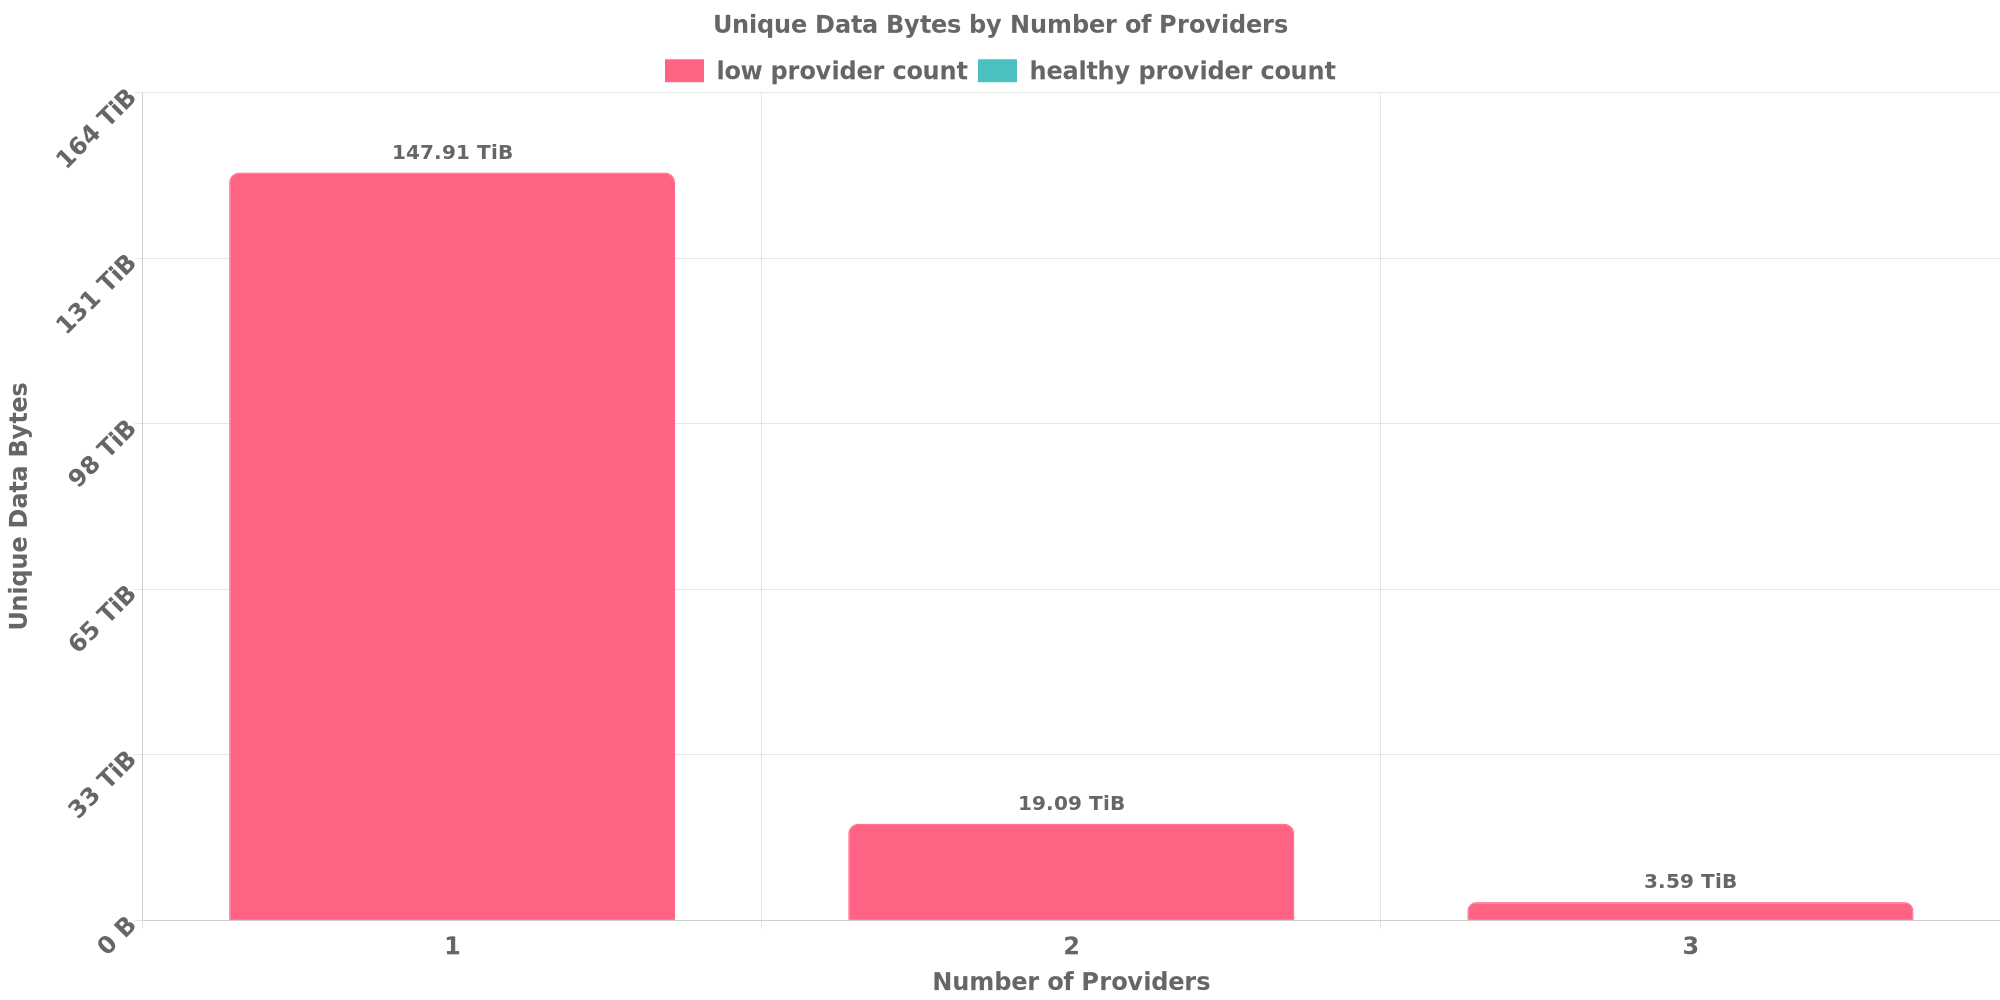 Unique Data Bytes by Number of Providers
low provider count healthy provider count
164 TiB
147.91 TiB
131 TiB
98 TiB
65 TiB
33 TiB
19.09 TiB
3.59 TiB
0 B
Unique Data Bytes
1 2 3
Number of Providers